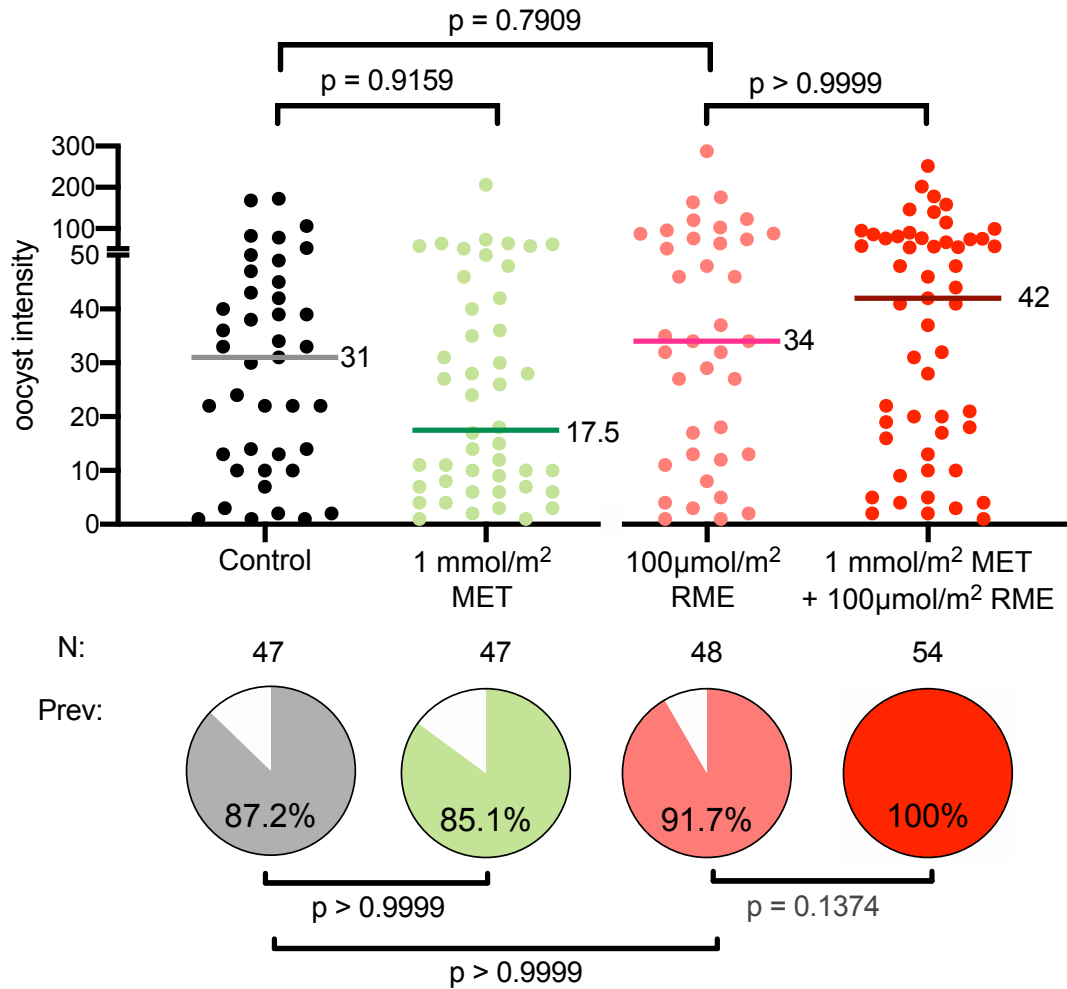 p = 0.7909
p = 0.9159 p > 0.9999
oocyst intensity
300
200
100
50
40
30
20
10
0
31
17.5
34
42
Control 1 mmol/m² 100µmol/m² 1 mmol/m² MET
MET RME + 100µmol/m² RME
N: 47 47 48 54
Prev:
87.2% 85.1% 91.7% 100%
p > 0.9999 p = 0.1374
p > 0.9999